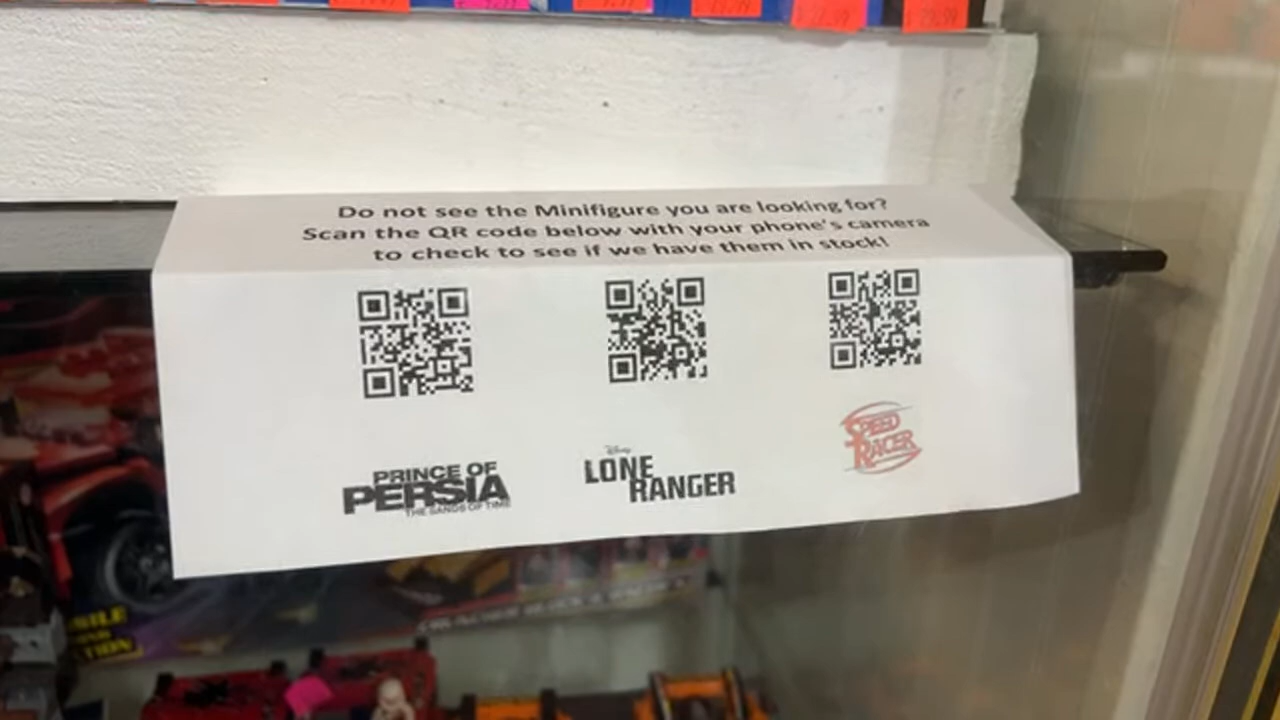 Do not see the Minifigure you are looking for?
Scan the QR code below with your phone's camera
to check to see if we have them in stock!
PRINCE OF
PERSIA
THE SANDS OF TIME
Disney
LONE
RANGER
SPEED
RACER